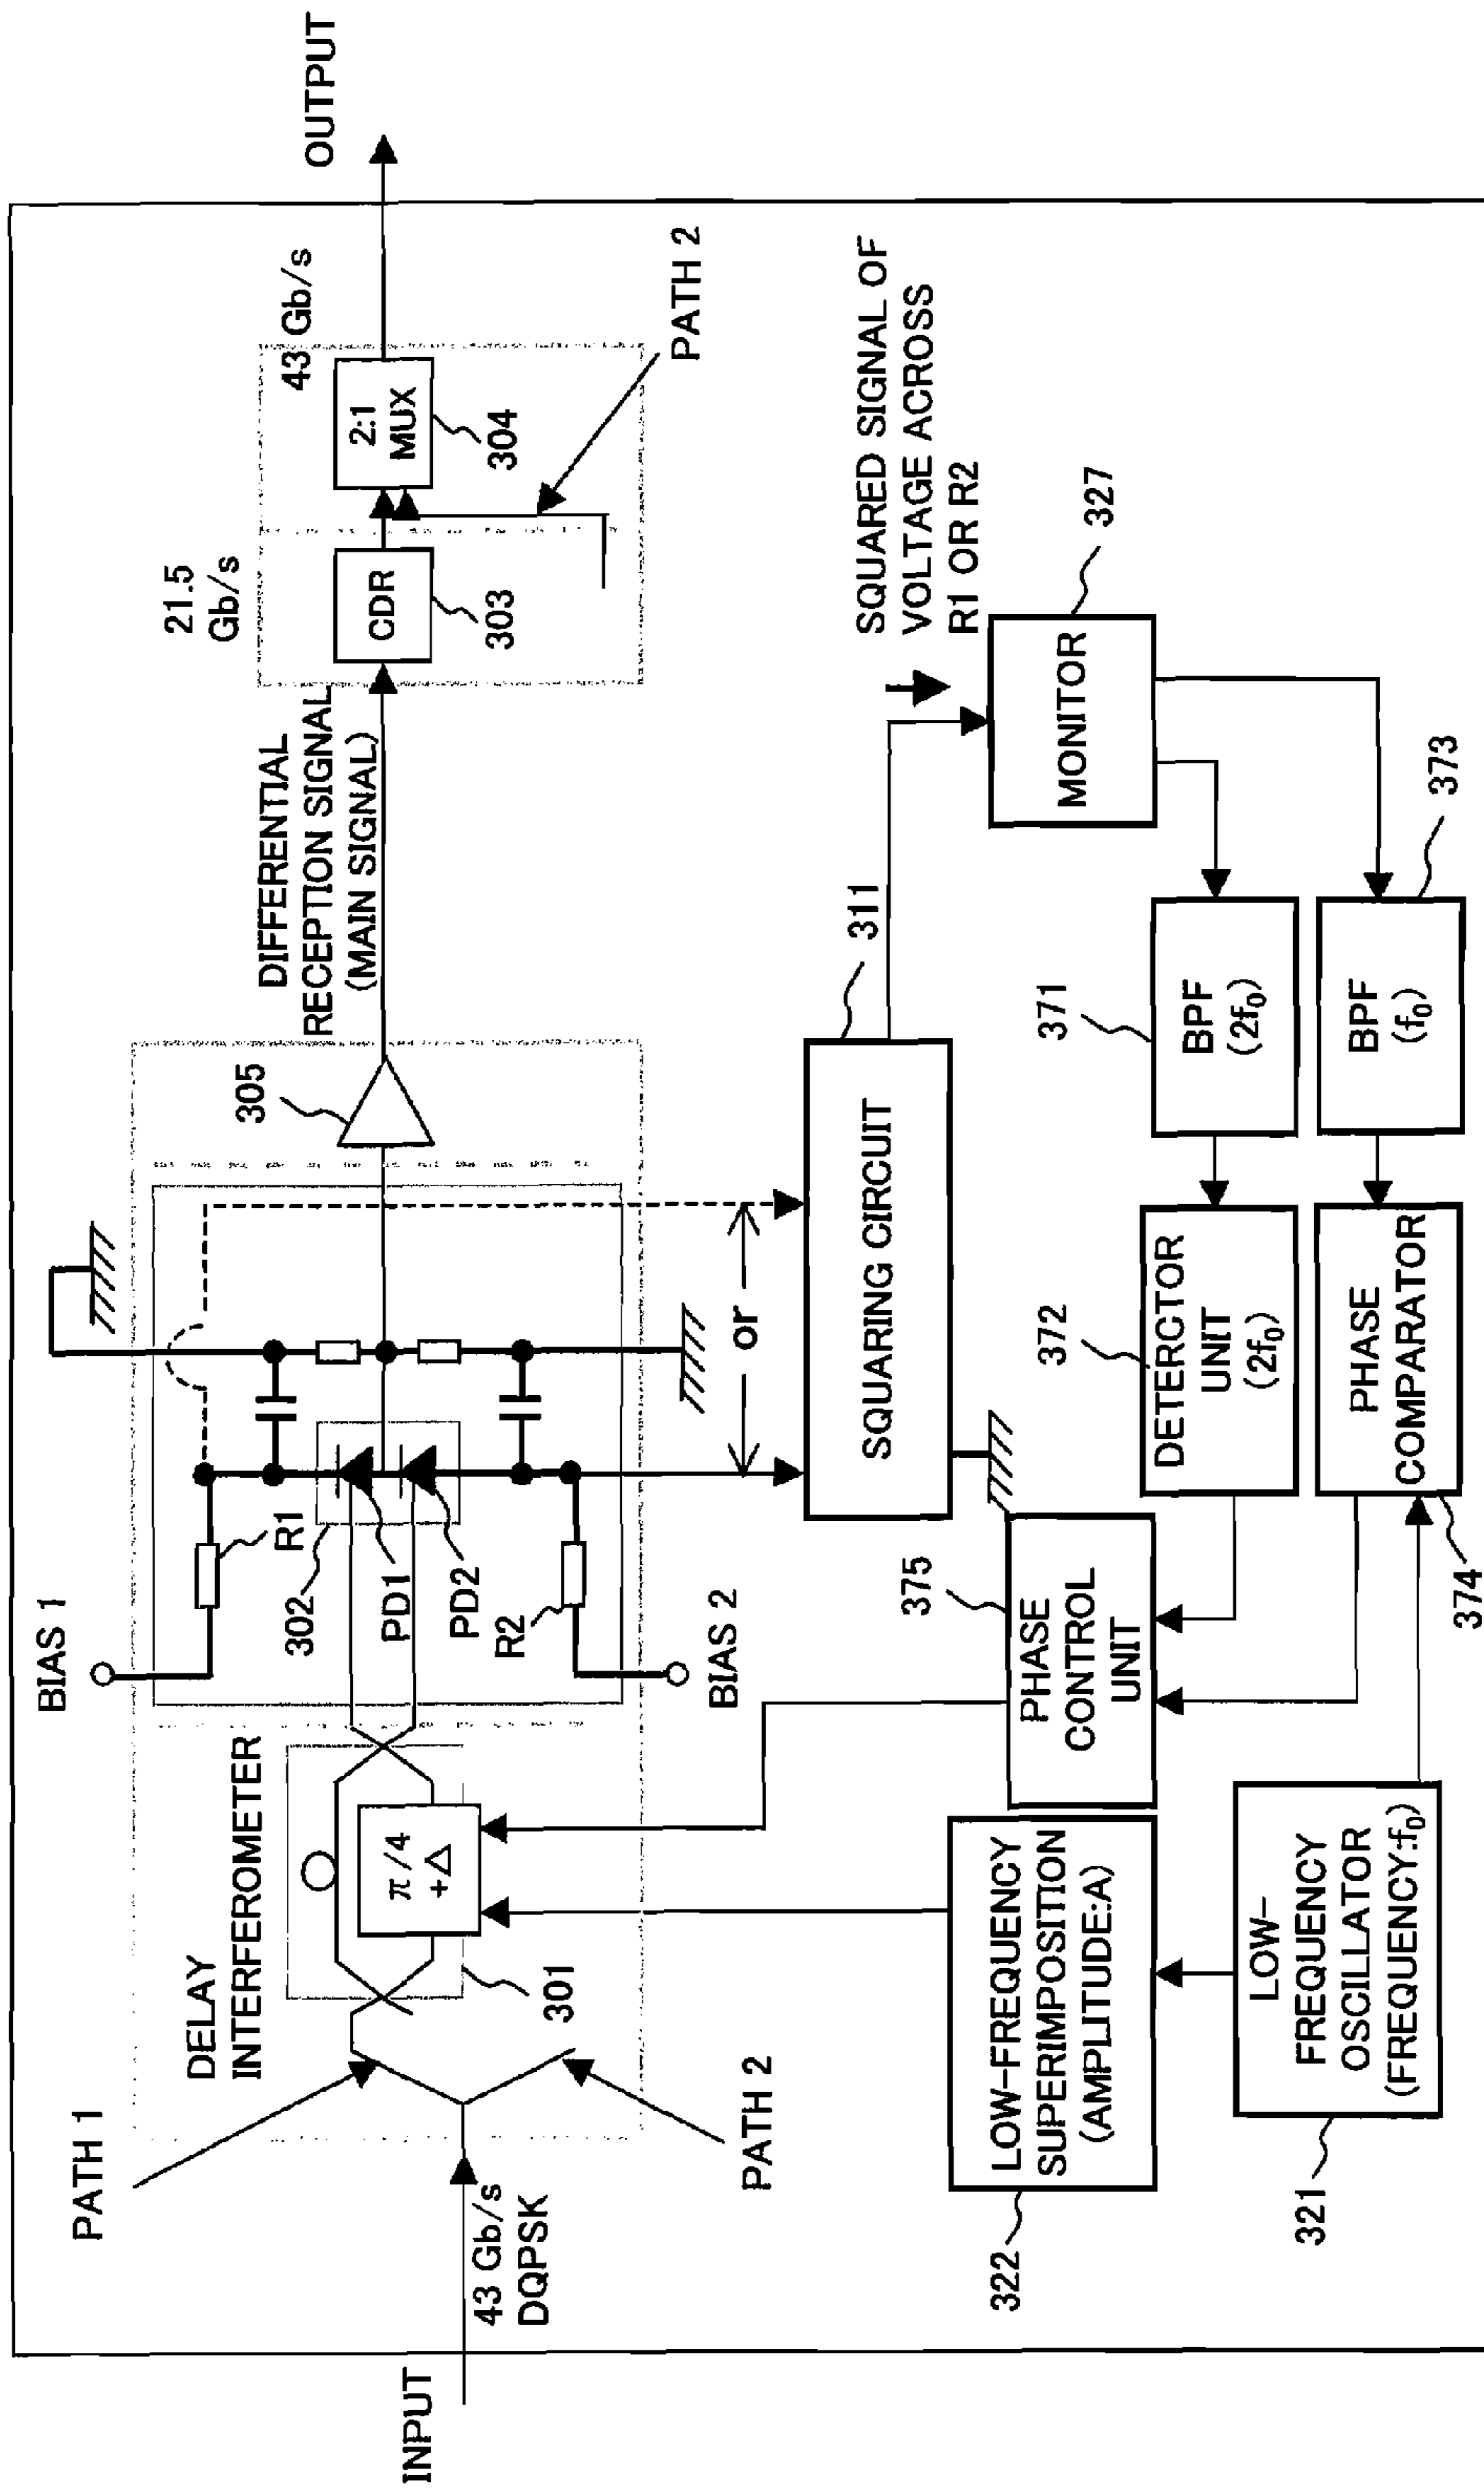 INPUT
43 Gb/s
DQPSK
PATH 1
PATH 2
DELAY
INTERFEROMETER
301
π/4
+Δ
BIAS 1
R1
302
PD1
PD2
R2
BIAS 2
305
DIFFERENTIAL
RECEPTION SIGNAL
(MAIN SIGNAL)
21.5
Gb/s
CDR
303
43 Gb/s
2:1
MUX
304
PATH 2
OUTPUT
or
SQUARING CIRCUIT
311
SQUARED SIGNAL OF
VOLTAGE ACROSS
R1 OR R2
MONITOR
327
371
BPF
(2f₀)
BPF
(f₀)
373
372
DETERCTOR
UNIT
(2f₀)
PHASE
COMPARATOR
374
375
PHASE
CONTROL
UNIT
LOW-FREQUENCY
SUPERIMPOSITION
(AMPLITUDE:A)
322
LOW-
FREQUENCY
OSCILLATOR
(FREQUENCY:f₀)
321